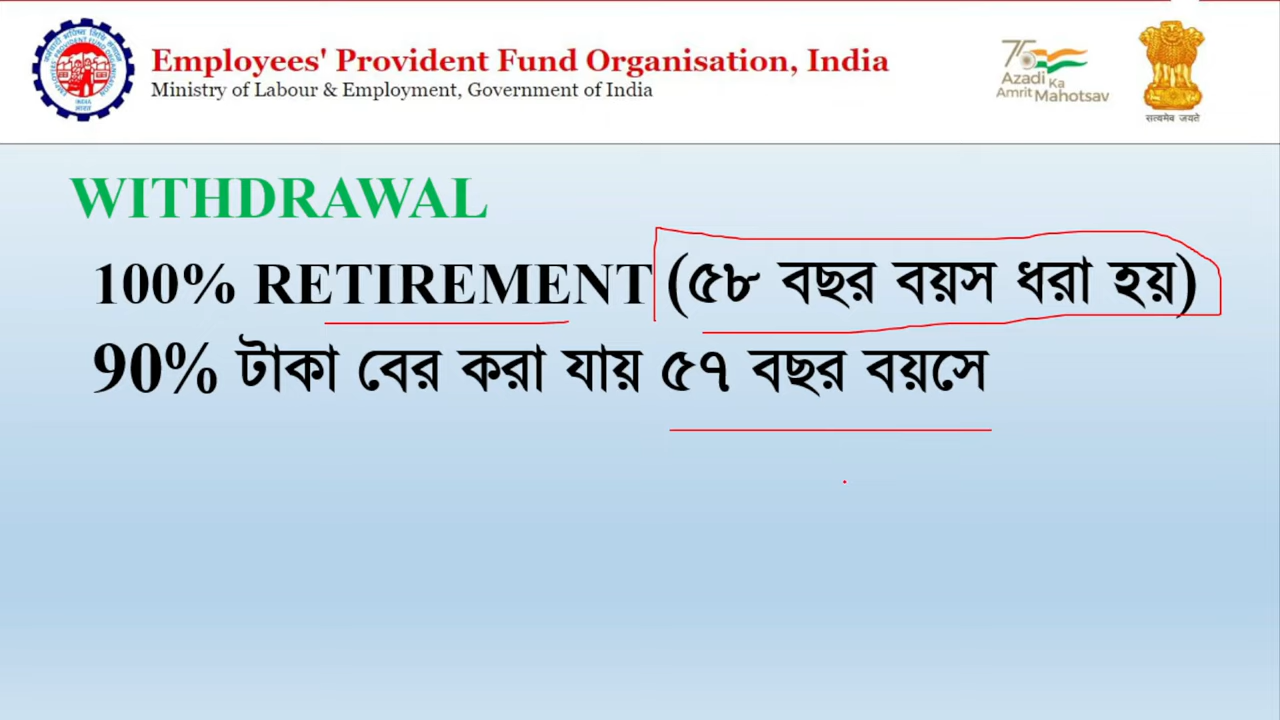 Employees' Provident Fund Organisation, India
Ministry of Labour & Employment, Government of India
75
Azadi Ka
Amrit Mahotsav
सत्यमेव जयते
WITHDRAWAL
100% RETIREMENT (৫৮ বছর বয়স ধরা হয়)
90% টাকা বের করা যায় ৫৭ বছর বয়সে